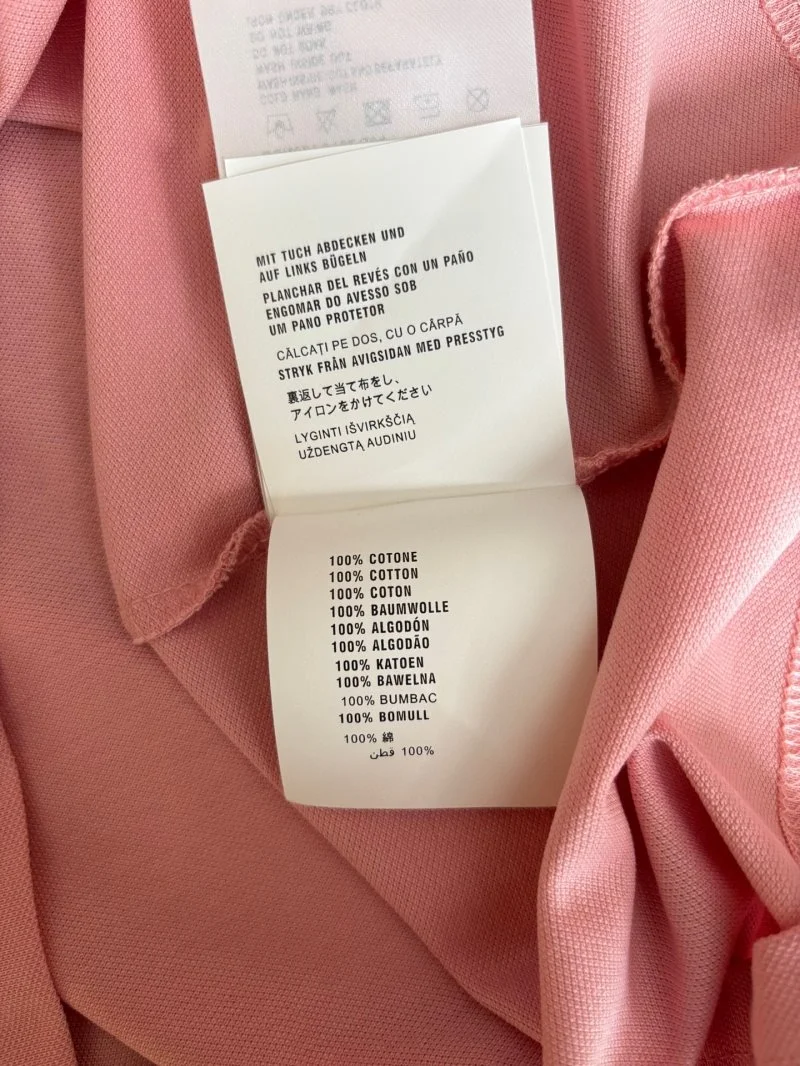 MIT TUCH ABDECKEN UND
AUF LINKS BÜGELN
PLANCHAR DEL REVÉS CON UN PAÑO
ENGOMAR DO AVESSO SOB
UM PANO PROTETOR
CĂLCAȚI PE DOS, CU O CÂRPĂ
STRYK FRÅN AVIGSIDAN MED PRESSTYG
裏返して当て布をし、
アイロンをかけてください
LYGINTI IŠVIRKŠČIĄ
UŽDENGTĄ AUDINIU
100% COTONE
100% COTTON
100% COTON
100% BAUMWOLLE
100% ALGODÓN
100% ALGODÃO
100% KATOEN
100% BAWELNA
100% BUMBAC
100% BOMULL
100% 綿
100% قطن